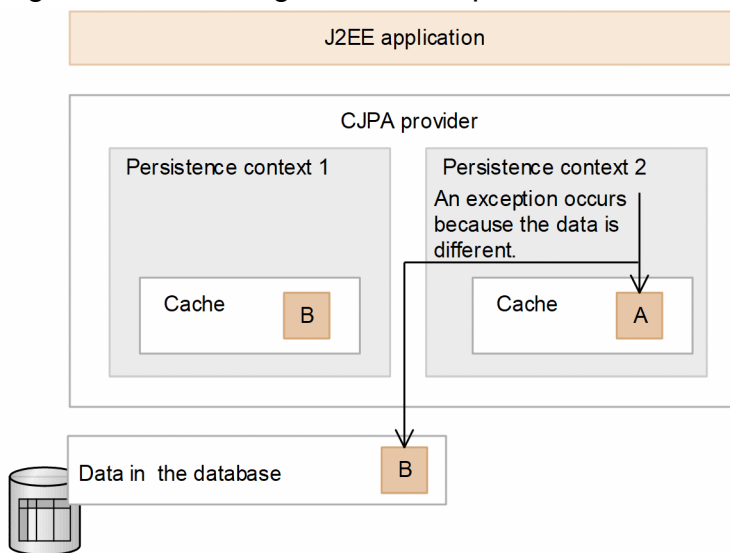 J2EE application
CJPA provider
Persistence context 1
Persistence context 2
An exception occurs
because the data is
different.
Cache
B
Cache
A
Data in the database
B